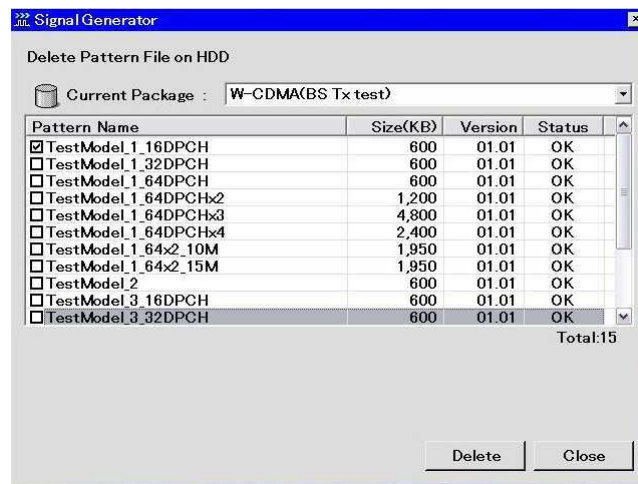 Signal Generator
Delete Pattern File on HDD
Current Package : W-CDMA(BS Tx test)
Pattern Name Size(KB) Version Status
TestModel_1_16DPCH 600 01.01 OK
TestModel_1_32DPCH 600 01.01 OK
TestModel_1_64DPCH 600 01.01 OK
TestModel_1_64DPCHx2 1,200 01.01 OK
TestModel_1_64DPCHx3 4,800 01.01 OK
TestModel_1_64DPCHx4 2,400 01.01 OK
TestModel_1_64x2_10M 1,950 01.01 OK
TestModel_1_64x2_15M 1,950 01.01 OK
TestModel_2 600 01.01 OK
TestModel_3_16DPCH 600 01.01 OK
TestModel_3_32DPCH 600 01.01 OK
Total:15
Delete Close